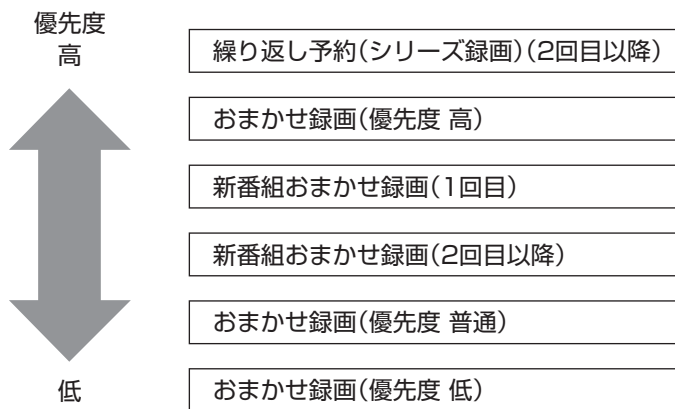 優先度
高
繰り返し予約(シリーズ録画)(2回目以降)
おまかせ録画(優先度 高)
新番組おまかせ録画(1回目)
新番組おまかせ録画(2回目以降)
おまかせ録画(優先度 普通)
低
おまかせ録画(優先度 低)